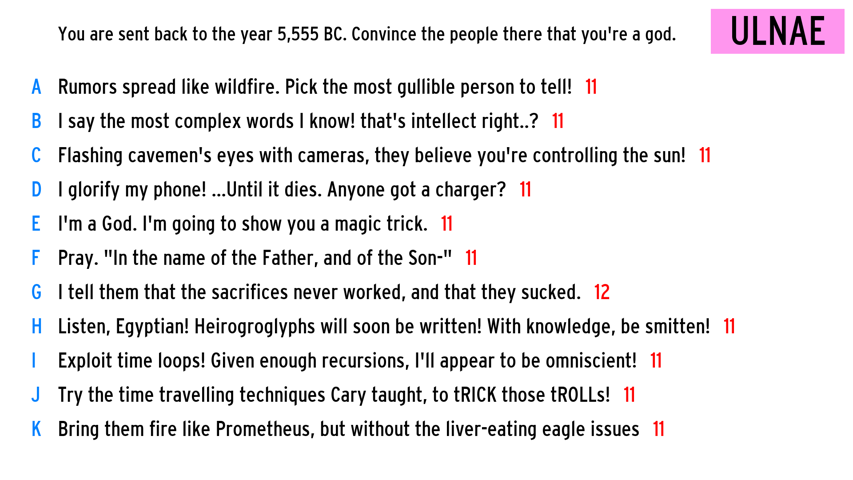 You are sent back to the year 5,555 BC. Convince the people there that you're a god.
ULNAE
A Rumors spread like wildfire. Pick the most gullible person to tell! 11
B I say the most complex words I know! that's intellect right..? 11
C Flashing cavemen's eyes with cameras, they believe you're controlling the sun! 11
D I glorify my phone! ...Until it dies. Anyone got a charger? 11
E I'm a God. I'm going to show you a magic trick. 11
F Pray. "In the name of the Father, and of the Son-" 11
G I tell them that the sacrifices never worked, and that they sucked. 12
H Listen, Egyptian! Heirogroglyphs will soon be written! With knowledge, be smitten! 11
I Exploit time loops! Given enough recursions, I'll appear to be omniscient! 11
J Try the time travelling techniques Cary taught, to tRICK those tROLLs! 11
K Bring them fire like Prometheus, but without the liver-eating eagle issues 11